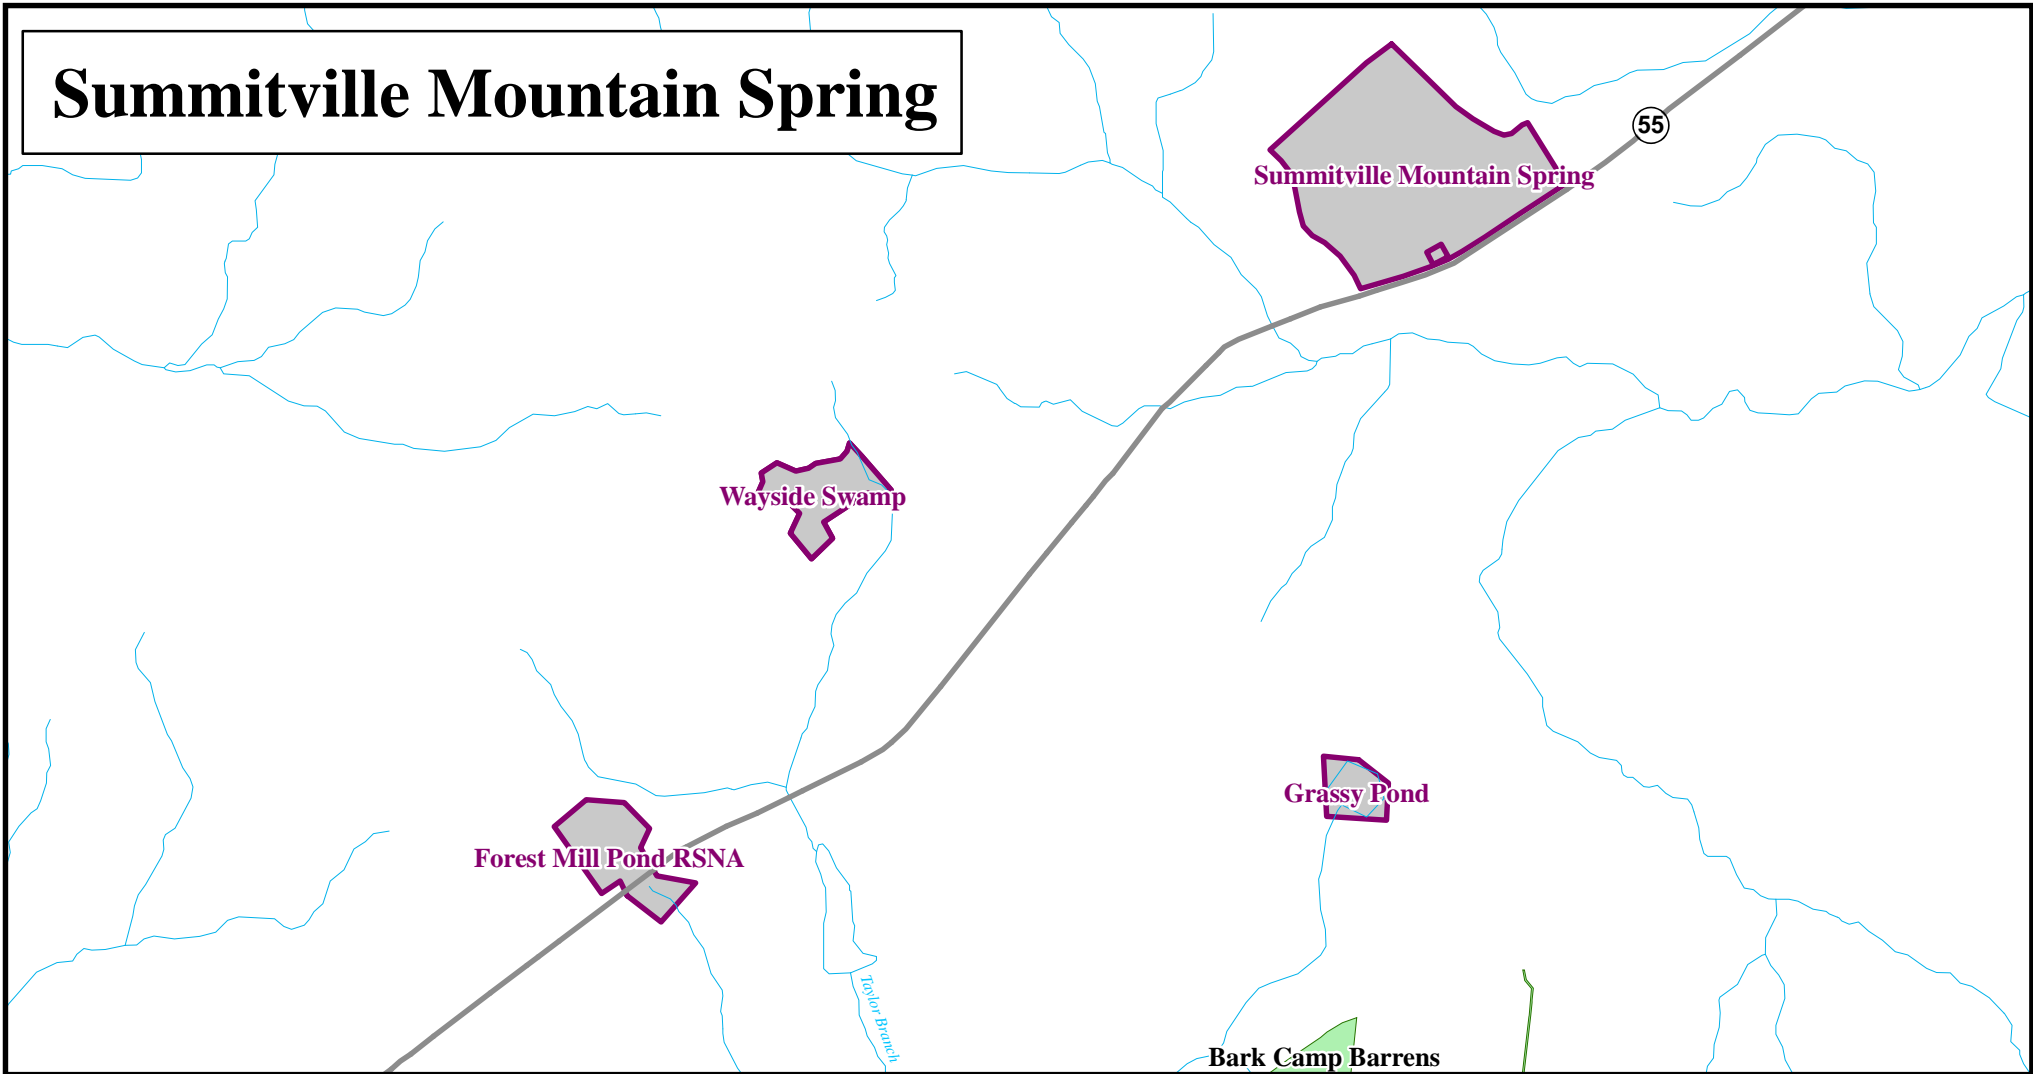 Summitville Mountain Spring
55
Summitville Mountain Spring
Wayside Swamp
Grassy Pond
Forest Mill Pond RSNA
Taylor Branch
Bark Camp Barrens